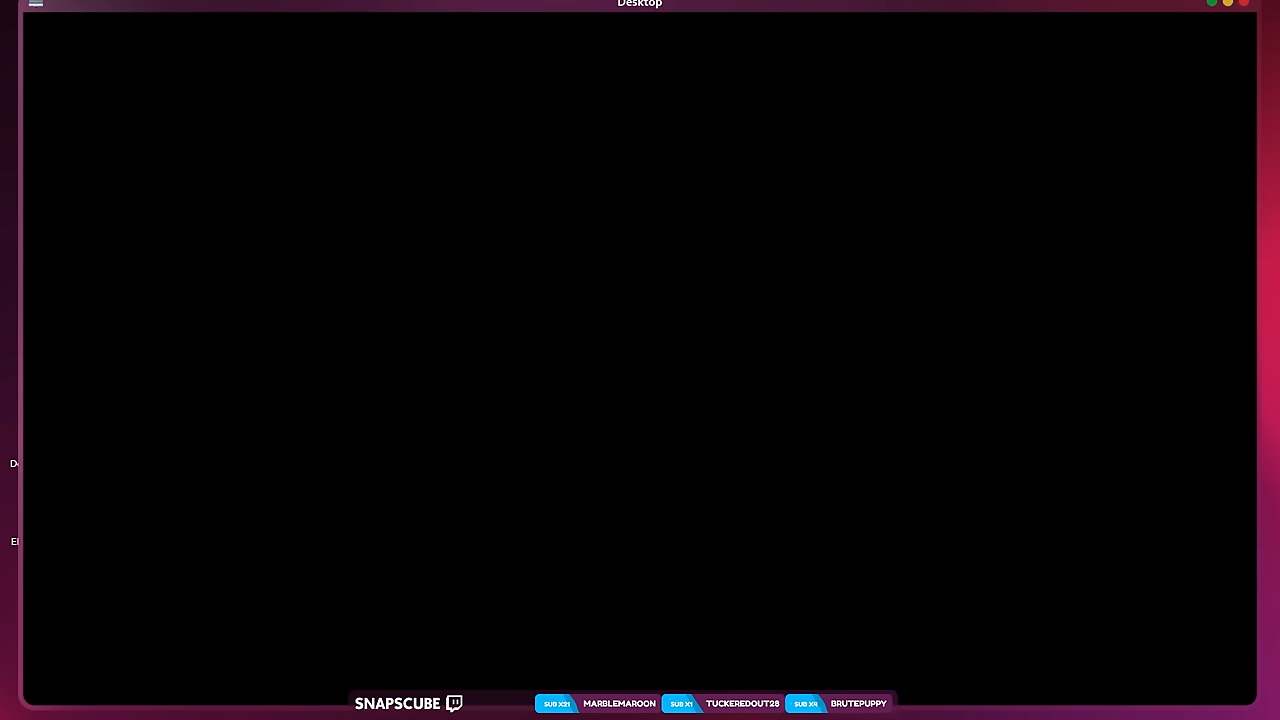 Desktop
SNAPSCUBE
SUB X21 MARBLEMAROON SUB X1 TUCKEREDOUT28 SUB X4 BRUTEPUPPY